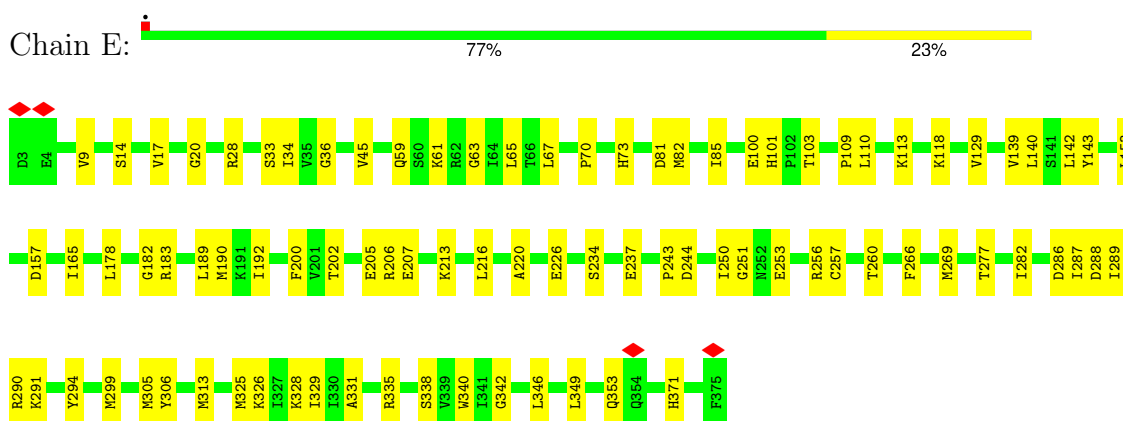 Chain E:
77% 23%
D3 E4 V9 S14 V17 G20 R28 S33 I34 V35 G36 V45 Q59 S60 K61 R62 G63 I64 L65 T66 L67 P70 H73 D81 M82 I85 E100 H101 P102 T103 P109 L110 K113 K118 V129 V139 L140 S141 L142 Y143
D157 I165 L178 G182 R183 L189 M190 K191 I192 F200 V201 T202 E205 R206 E207 K213 L216 A220 E226 S234 E237 P243 D244 I250 G251 N252 E253 R256 C257 T260 F266 M269 T277 I282 D286 I287 D288 I289
R290 K291 Y294 M299 M305 Y306 M313 M325 K326 I327 K328 I329 I330 A331 R335 S338 V339 W340 I341 G342 L346 L349 Q353 Q354 H371 F375